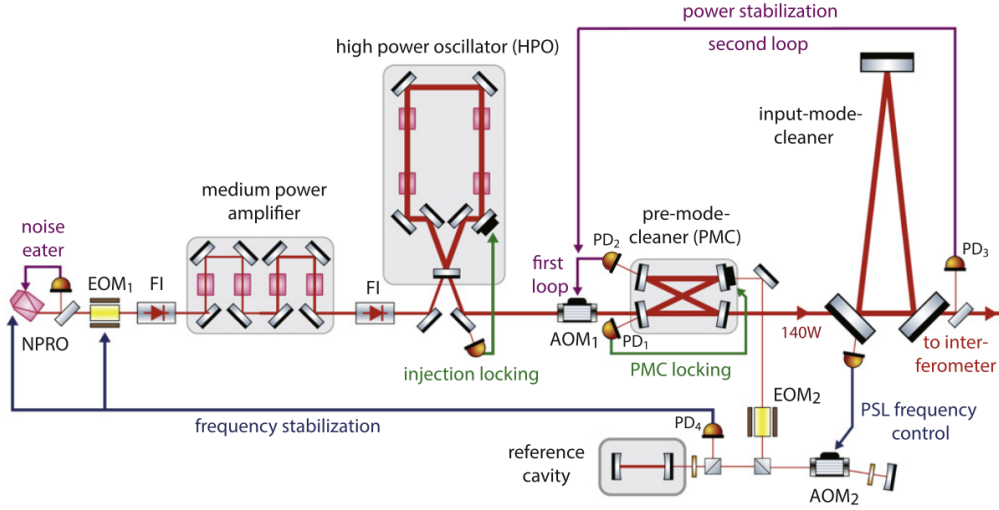 power stabilization
second loop
high power oscillator (HPO)
input-mode-
cleaner
medium power
amplifier
pre-mode-
cleaner (PMC)
noise
eater
PD2
PD3
first
loop
EOM1
FI
FI
NPRO
AOM1
PD1
140W
to inter-
ferometer
injection locking
PMC locking
EOM2
PSL frequency
control
frequency stabilization
PD4
reference
cavity
AOM2